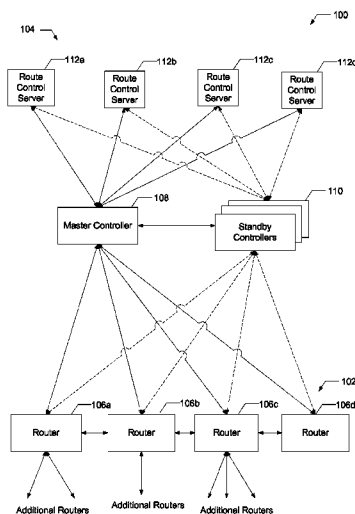 100
104
112a
112b
112c
112d
Route Control Server
Route Control Server
Route Control Server
Route Control Server
108
110
Master Controller
Standby Controllers
102
106a
106b
106c
106d
Router
Router
Router
Router
Additional Routers
Additional Routers
Additional Routers